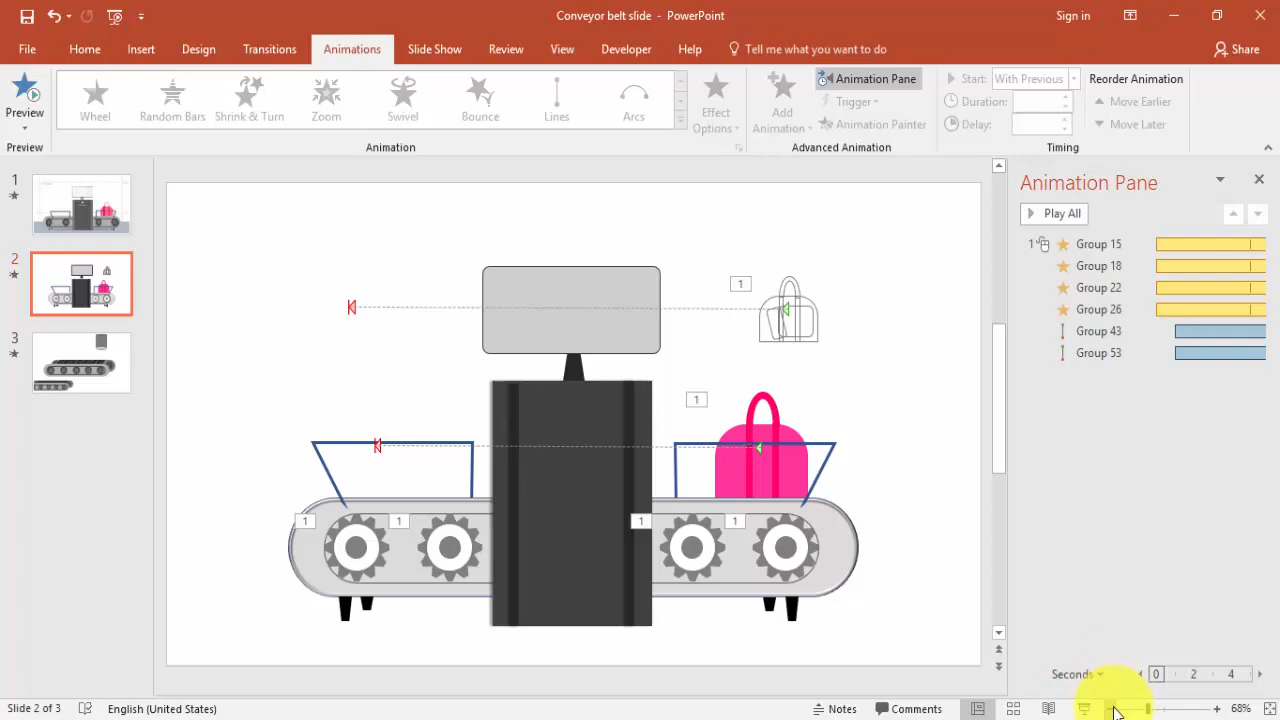 Conveyor belt slide - PowerPoint
Sign in
File Home Insert Design Transitions Animations Slide Show Review View Developer Help Tell me what you want to do Share
Preview
Wheel Random Bars Shrink & Turn Zoom Swivel Bounce Lines Arcs
Effect Options
Add Animation
Animation Pane
Trigger
Animation Painter
Start: With Previous
Duration:
Delay:
Reorder Animation
Move Earlier
Move Later
Preview Animation Advanced Animation Timing
1
2
3
1
1
1
1
1
1
Animation Pane
Play All
1 Group 15
Group 18
Group 22
Group 26
Group 43
Group 53
Seconds 0 2 4
Slide 2 of 3 English (United States) Notes Comments 68%